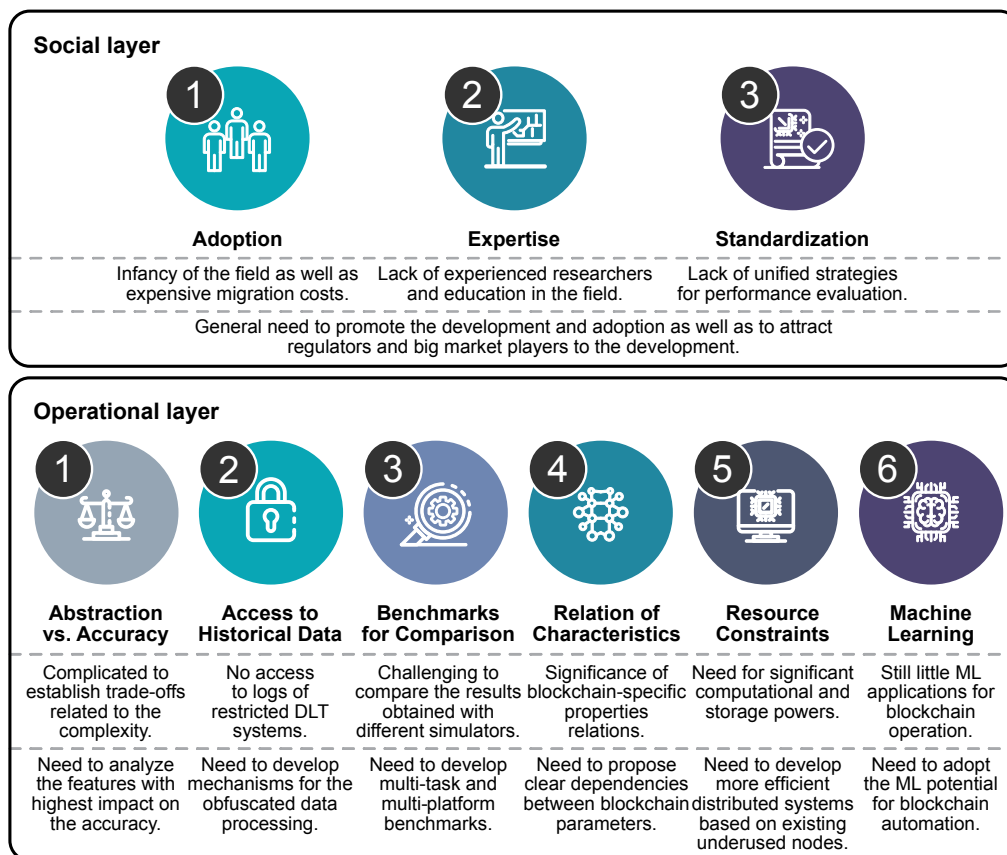 Social layer
1
2
3
Adoption
Expertise
Standardization
Infancy of the field as well as
expensive migration costs.
Lack of experienced researchers
and education in the field.
Lack of unified strategies
for performance evaluation.
General need to promote the development and adoption as well as to attract
regulators and big market players to the development.
Operational layer
1
2
3
4
5
6
Abstraction
vs. Accuracy
Access to
Historical Data
Benchmarks
for Comparison
Relation of
Characteristics
Resource
Constraints
Machine
Learning
Complicated to
establish trade-offs
related to the
complexity.
No access
to logs of
restricted DLT
systems.
Challenging to
compare the results
obtained with
different simulators.
Significance of
blockchain-specific
properties
relations.
Need for significant
computational and
storage powers.
Still little ML
applications for
blockchain
operation.
Need to analyze
the features with
highest impact on
the accuracy.
Need to develop
mechanisms for the
obfuscated data
processing.
Need to develop
multi-task and
multi-platform
benchmarks.
Need to propose
clear dependencies
between blockchain
parameters.
Need to develop
more efficient
distributed systems
based on existing
underused nodes.
Need to adopt
the ML potential
for blockchain
automation.